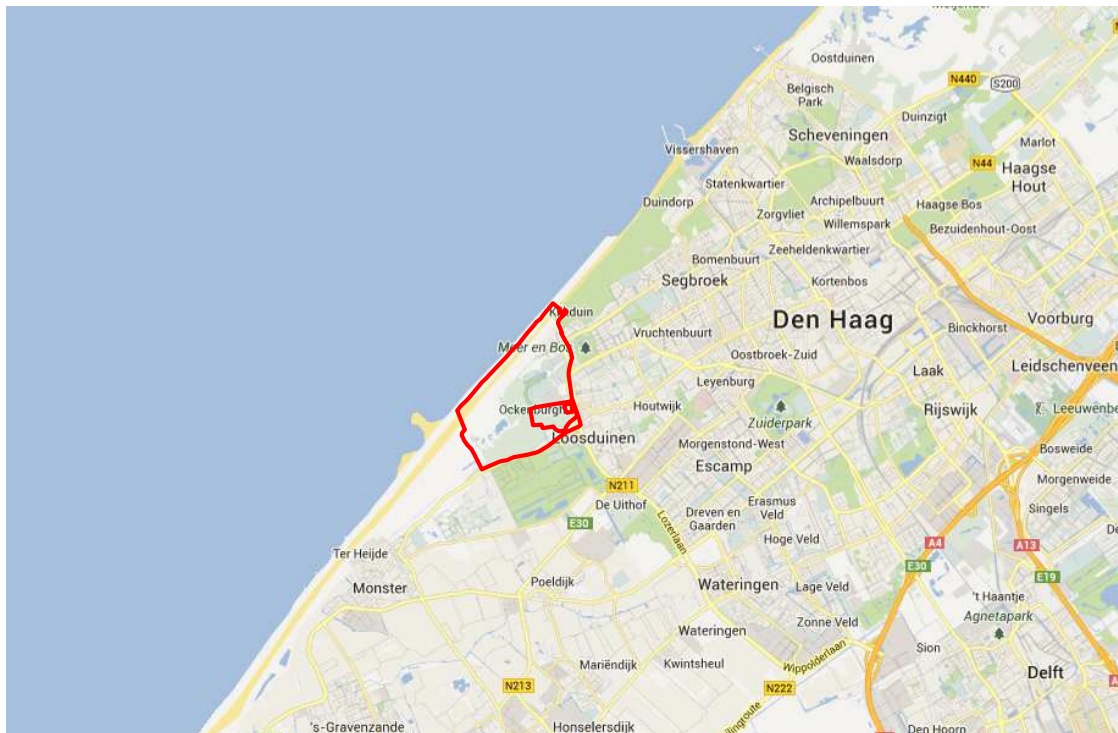 Meijendel
Oostduinen
N440
S200
Belgisch
Park
Duinzigt
Scheveningen
Marlot
Vissershaven
Waalsdorp
N44
Haagse
Hout
Statenkwartier
Duindorp
Archipelbuurt
Haagse Bos
Zorgvliet
Willemspark
Bezuidenhout-Oost
Zeeheldenkwartier
Bomenbuurt
Segbroek
Kortenbos
Den Haag
Voorburg
Binckhorst
Vruchtenbuurt
Meer en Bos
Oostbroek-Zuid
Leidschenveen
Laak
Leyenburg
Ockenburgh
Houtwijk
Zuiderpark
Rijswijk
Leeuwenbe
Loosduinen
Morgenstond-West
Bosweide
Escamp
Morgenweide
N211
De Uithof
Erasmus
Veld
Dreven en
Gaarden
Singels
Lozerlaan
E30
Hoge Veld
A4
A13
Ter Heijde
E30
E19
Monster
Poeldijk
Wateringen
Lage Veld
't Haantje
Agnetapark
Zonne Veld
Wateringen
Sion
Mariëndijk
Kwintsheul
Wippolderlaan
Delft
N213
N222
's-Gravenzande
Honselersdijk
Den Hoorn